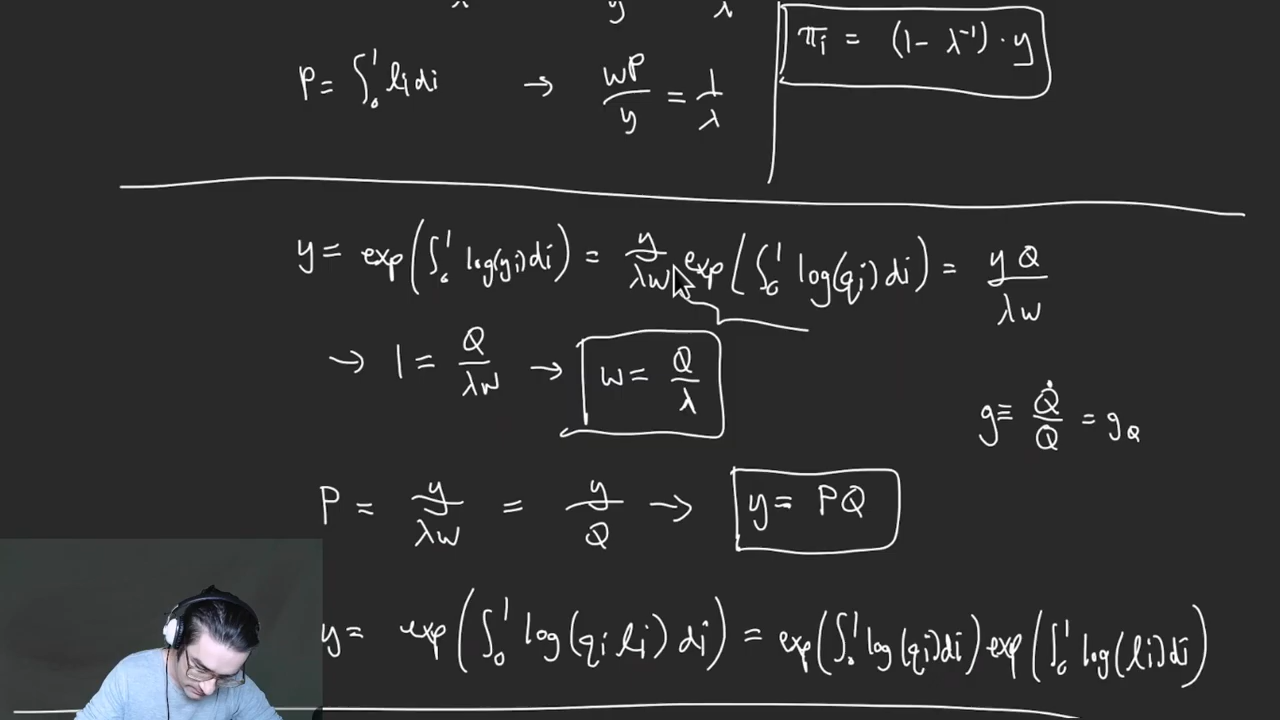 λ y λ
πi = (1 - λ⁻¹) · y
P = ∫₀¹ li di → wP/y = 1/λ
y = exp(∫₀¹ log(yi) di) = y/λw exp(∫₀¹ log(qi) di) = yQ/λw
→ 1 = Q/λw → w = Q/λ
g ≡ Q̇/Q = gQ
P = y/λw = y/Q → y = PQ
y = exp(∫₀¹ log(qi li) di) = exp(∫₀¹ log(qi) di) exp(∫₀¹ log(li) di)